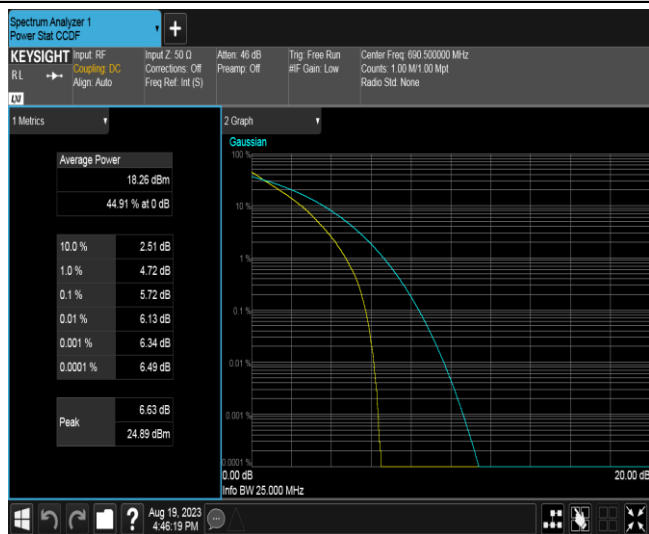 Spectrum Analyzer 1
Power Stat CCDF
+
KEYSIGHT
RL
LXI
Input: RF
Coupling: DC
Align: Auto
Input Z: 50 Ω
Corrections: Off
Freq Ref: Int (S)
Atten: 46 dB
Preamp: Off
Trig: Free Run
#IF Gain: Low
Center Freq: 690.500000 MHz
Counts: 1.00 M/1.00 Mpt
Radio Std: None
1 Metrics
Average Power
18.26 dBm
44.91 % at 0 dB
10.0 % 2.51 dB
1.0 % 4.72 dB
0.1 % 5.72 dB
0.01 % 6.13 dB
0.001 % 6.34 dB
0.0001 % 6.49 dB
Peak
6.63 dB
24.89 dBm
2 Graph
Gaussian
100 %
10 %
1 %
0.1 %
0.01 %
0.001 %
0.0001 %
0.00 dB
20.00 dB
Info BW 25.000 MHz
?
Aug 19, 2023
4:46:19 PM